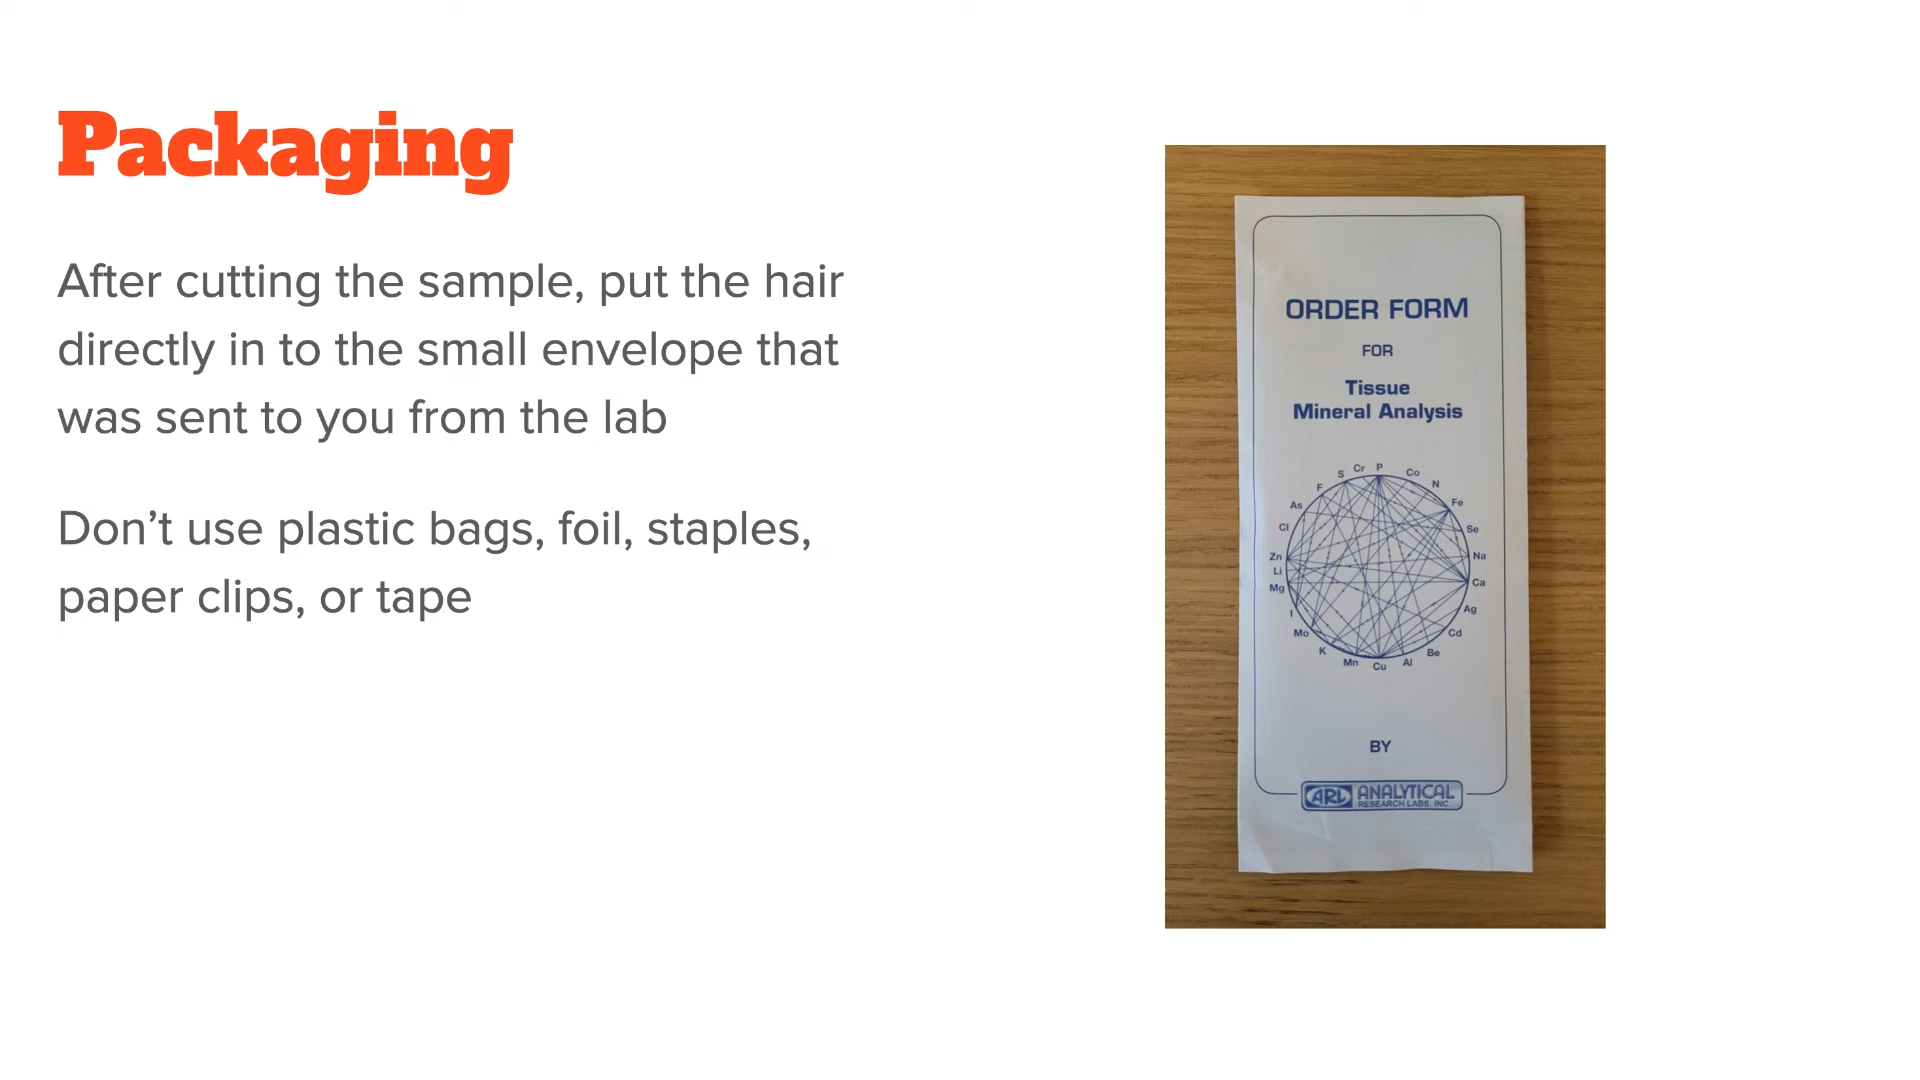 Packaging
After cutting the sample, put the hair
directly in to the small envelope that
was sent to you from the lab
Don’t use plastic bags, foil, staples,
paper clips, or tape
ORDER FORM
FOR
Tissue
Mineral Analysis
P
Cr
Co
S
N
F
Fe
As
Se
Cl
Na
Zn
Li
Ca
Mg
Ag
I
Cd
Mo
Be
K
Al
Mn
Cu
BY
ARL ANALYTICAL
RESEARCH LABS, INC.